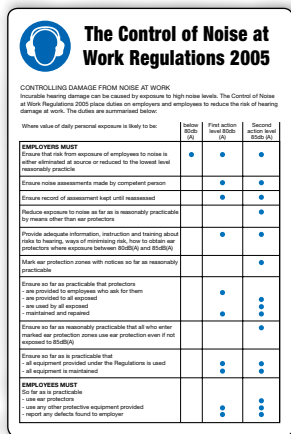 The Control of Noise at
Work Regulations 2005
CONTROLLING DAMAGE FROM NOISE AT WORK
Incurable hearing damage can be caused by exposure to high noise levels. The Control of Noise
at Work Regulations 2005 place duties on employers and employees to reduce the risk of hearing
damage at work. The duties are summarised below:
Where value of daily personal exposure is likely to be:
below
80db
(A)
First action
level 80db
(A)
Second
action level
85db (A)
EMPLOYERS MUST
Ensure that risk from exposure of employees to noise is
either eliminated at source or reduced to the lowest level
reasonably practicle
Ensure noise assessments made by competent person
Ensure record of assessment kept until reassessed
Reduce exposure to noise as far as is reasonably practicable
by means other than ear protectors
Provide adequate information, instruction and training about
risks to hearing, ways of minimising risk, how to obtain ear
protectors where exposure between 80dB(A) and 85dB(A)
Mark ear protection zones with notices so far as reasonably
practicable
Ensure so far as practicable that protectors
- are provided to employees who ask for them
- are provided to all exposed
- are used by all exposed
- maintained and repaired
Ensure so far as reasonably practicable that all who enter
marked ear protection zones use ear protection even if not
exposed to 85dB(A)
Ensure so far as is practicable that
- all equipment provided under the Regulations is used
- all equipment is maintained
EMPLOYEES MUST
So far as is practicable
- use ear protectors
- use any other protective equipment provided
- report any defects found to employer